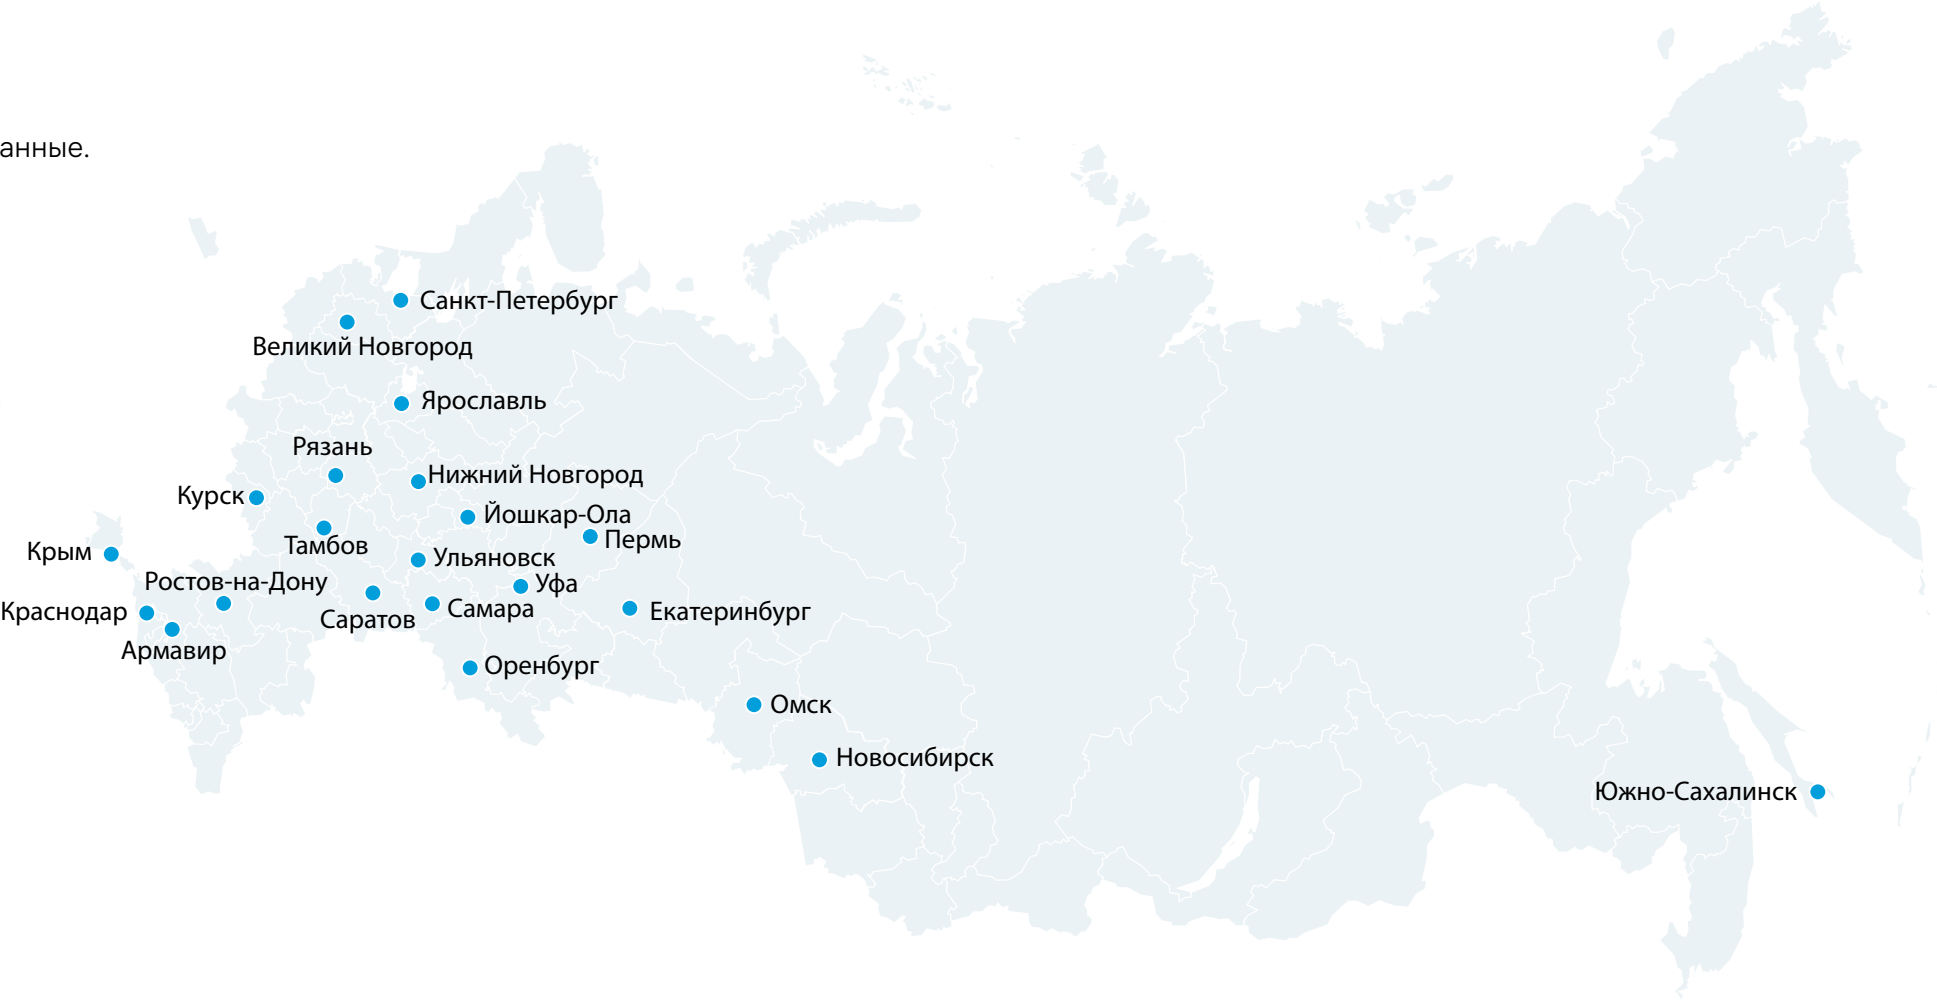 анные.
Санкт-Петербург
Великий Новгород
Ярославль
Рязань
Нижний Новгород
Курск
Йошкар-Ола
Пермь
Тамбов
Крым
Ульяновск
Ростов-на-Дону
Уфа
Краснодар
Саратов
Самара
Екатеринбург
Армавир
Оренбург
Омск
Новосибирск
Южно-Сахалинск